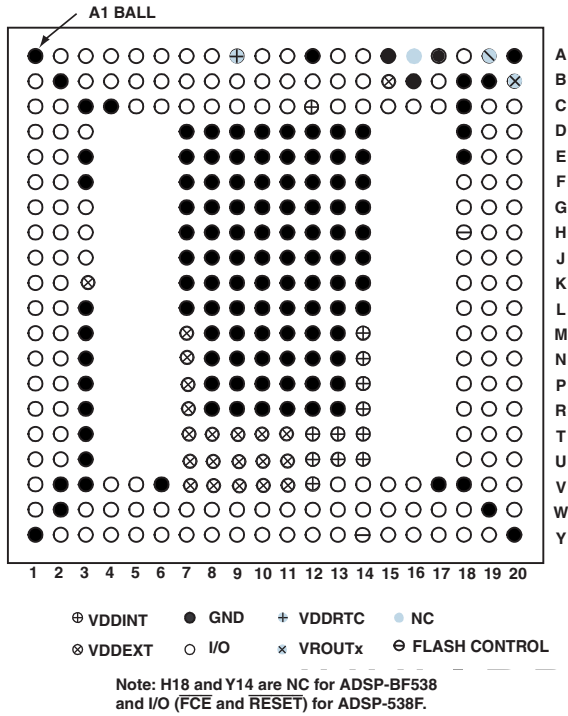 A1 BALL
A
B
C
D
E
F
G
H
J
K
L
M
N
P
R
T
U
V
W
Y
1 2 3 4 5 6 7 8 9 10 11 12 13 14 15 16 17 18 19 20
VDDINT GND VDDRTC NC
VDDEXT I/O VROUTx FLASH CONTROL
Note: H18 and Y14 are NC for ADSP-BF538
and I/O (FCE and RESET) for ADSP-538F.